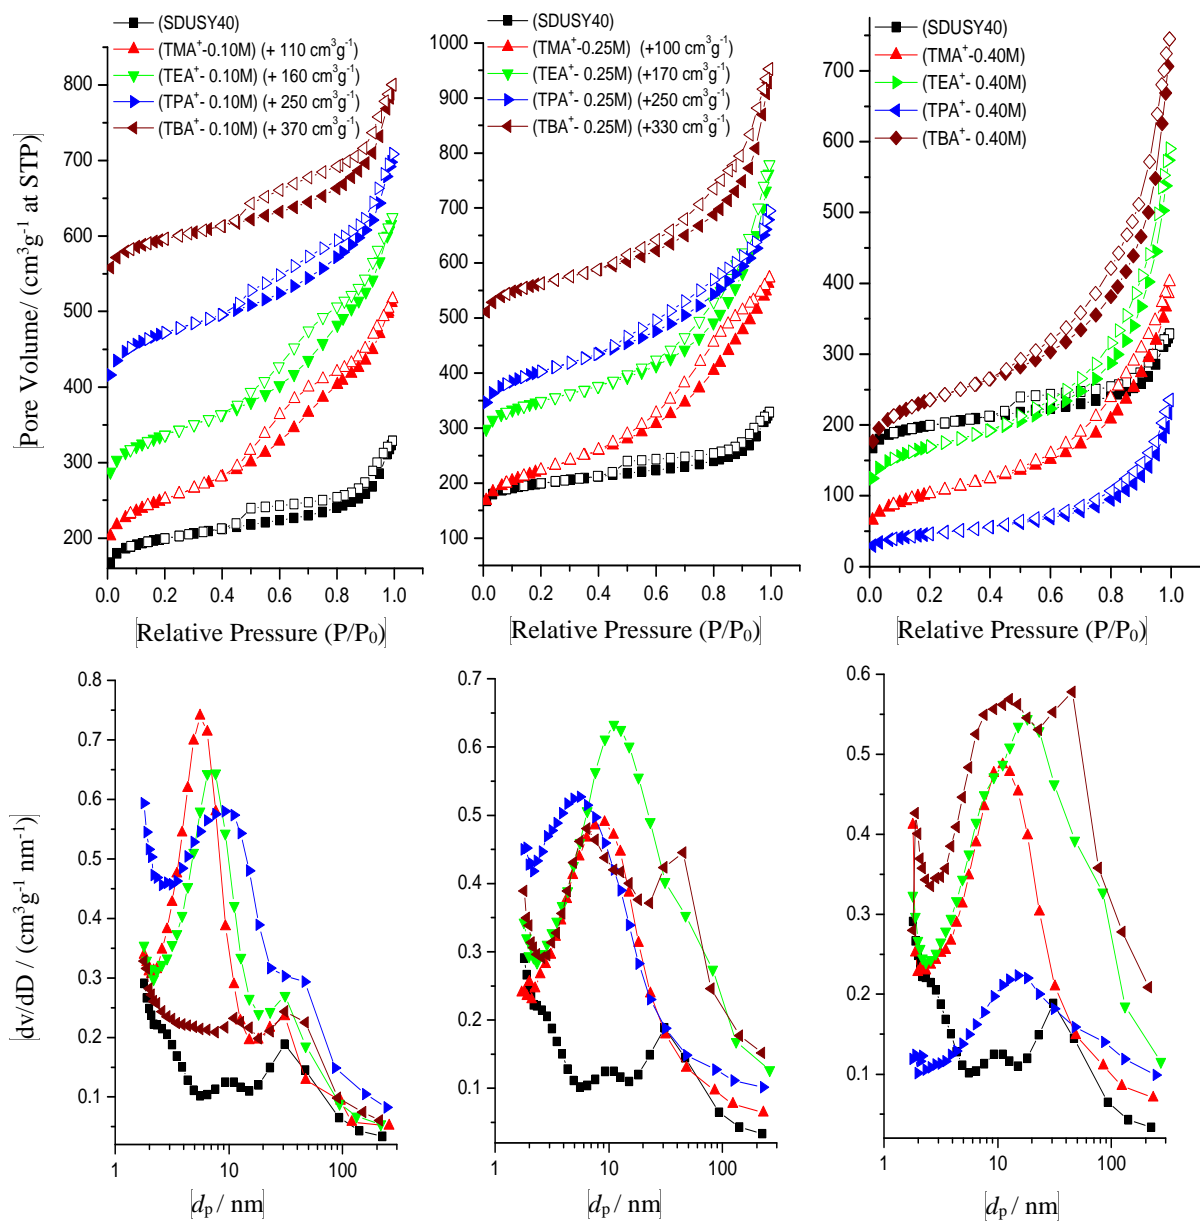 (SDUSY40)
(TMA⁺-0.10M) (+ 110 cm³g⁻¹)
(TEA⁺- 0.10M) (+ 160 cm³g⁻¹)
(TPA⁺- 0.10M) (+ 250 cm³g⁻¹)
(TBA⁺- 0.10M) (+ 370 cm³g⁻¹)
800
700
600
500
400
300
200
0.0 0.2 0.4 0.6 0.8 1.0
[Pore Volume/ (cm³g⁻¹ at STP)]
[Relative Pressure (P/P₀)]
(SDUSY40)
(TMA⁺-0.25M) (+100 cm³g⁻¹)
(TEA⁺- 0.25M) (+170 cm³g⁻¹)
(TPA⁺- 0.25M) (+250 cm³g⁻¹)
(TBA⁺- 0.25M) (+330 cm³g⁻¹)
1000
900
800
700
600
500
400
300
200
100
0
0.0 0.2 0.4 0.6 0.8 1.0
[Relative Pressure (P/P₀)]
(SDUSY40)
(TMA⁺-0.40M)
(TEA⁺- 0.40M)
(TPA⁺- 0.40M)
(TBA⁺- 0.40M)
700
600
500
400
300
200
100
0
0.0 0.2 0.4 0.6 0.8 1.0
[Relative Pressure (P/P₀)]
0.8
0.7
0.6
0.5
0.4
0.3
0.2
0.1
0.0
1 10 100
[dv/dD / (cm³g⁻¹ nm⁻¹)]
[dₚ / nm]
0.7
0.6
0.5
0.4
0.3
0.2
0.1
1 10 100
[dₚ / nm]
0.6
0.5
0.4
0.3
0.2
0.1
1 10 100
[dₚ / nm]